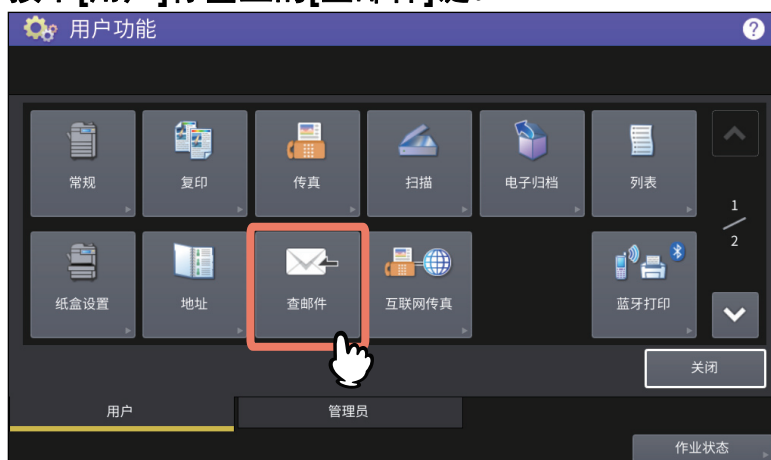 用户功能
?
常规
复印
传真
扫描
电子归档
列表
1
2
纸盒设置
地址
查邮件
互联网传真
蓝牙打印
关闭
用户
管理员
作业状态